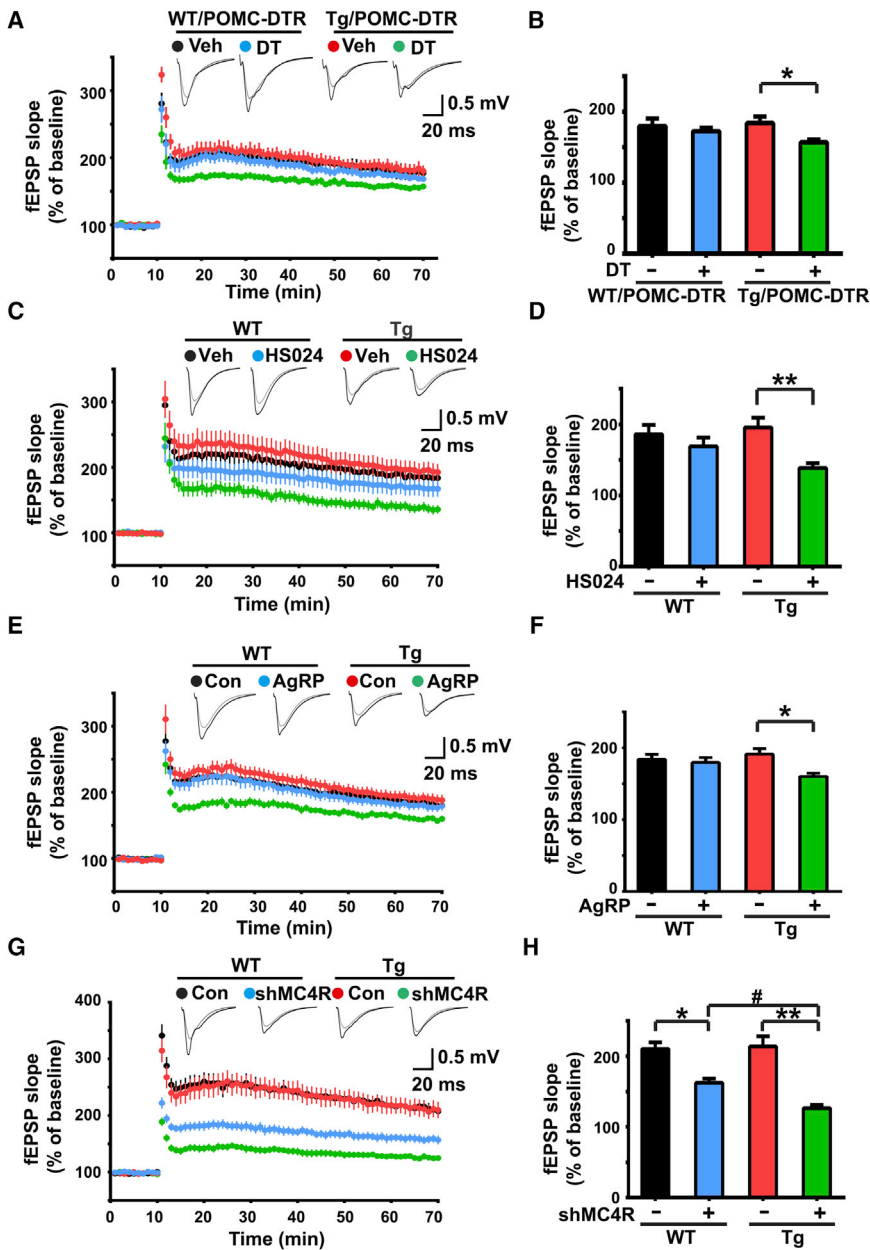 A
WT/POMC-DTR Tg/POMC-DTR
Veh DT Veh DT
0.5 mV
20 ms
fEPSP slope
(% of baseline)
300
200
100
0 10 20 30 40 50 60 70
Time (min)
B
fEPSP slope
(% of baseline)
200
150
100
0
*
DT − + − +
WT/POMC-DTR Tg/POMC-DTR
C
WT Tg
Veh HS024 Veh HS024
0.5 mV
20 ms
fEPSP slope
(% of baseline)
300
200
100
0 10 20 30 40 50 60 70
Time (min)
D
fEPSP slope
(% of baseline)
200
100
0
**
HS024 − + − +
WT Tg
E
WT Tg
Con AgRP Con AgRP
0.5 mV
20 ms
fEPSP slope
(% of baseline)
300
200
100
0 10 20 30 40 50 60 70
Time (min)
F
fEPSP slope
(% of baseline)
200
100
0
*
AgRP − + − +
WT Tg
G
WT Tg
Con shMC4R Con shMC4R
0.5 mV
20 ms
fEPSP slope
(% of baseline)
400
300
200
100
0 10 20 30 40 50 60 70
Time (min)
H
fEPSP slope
(% of baseline)
200
100
0
#
* **
shMC4R − + − +
WT Tg